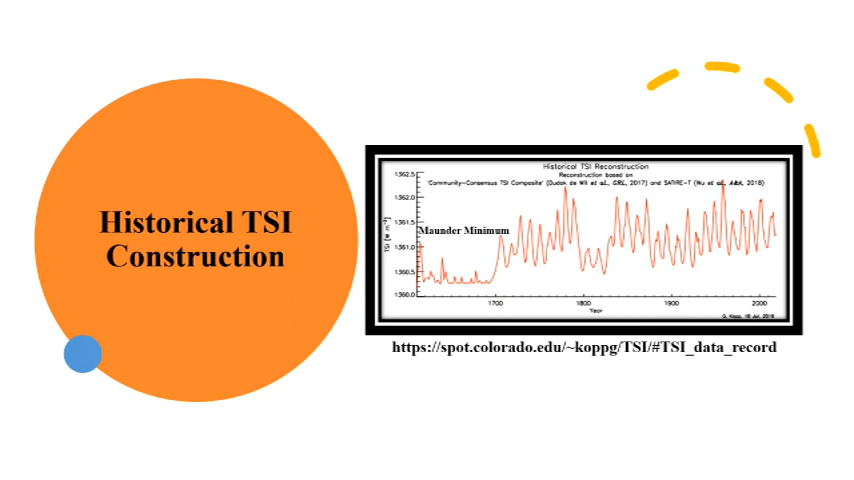 Historical TSI
Construction
Historical TSI Reconstruction
Reconstruction based on
'Community-Consensus TSI Composite' (Dudok de Wit et al., GRL, 2017) and SATIRE-T (Wu et al., A&A, 2018)
1362.5
1362.0
1361.5
1361.0
1360.5
1360.0
TSI [W m⁻²]
Maunder Minimum
1700
1800
1900
2000
Year
G. Kopp, 16 Jul. 2018
https://spot.colorado.edu/~koppg/TSI/#TSI_data_record